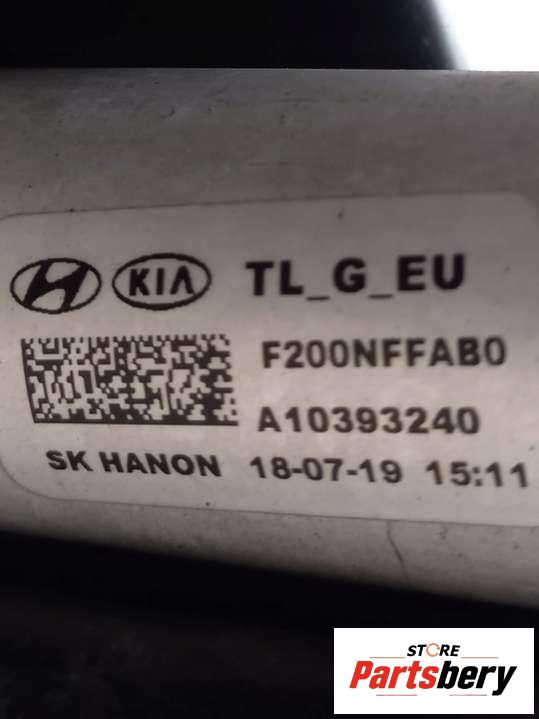 KIA TL_G_EU
F200NFFAB0
A10393240
SK HANON 18-07-19 15:11
STORE
Partsbery